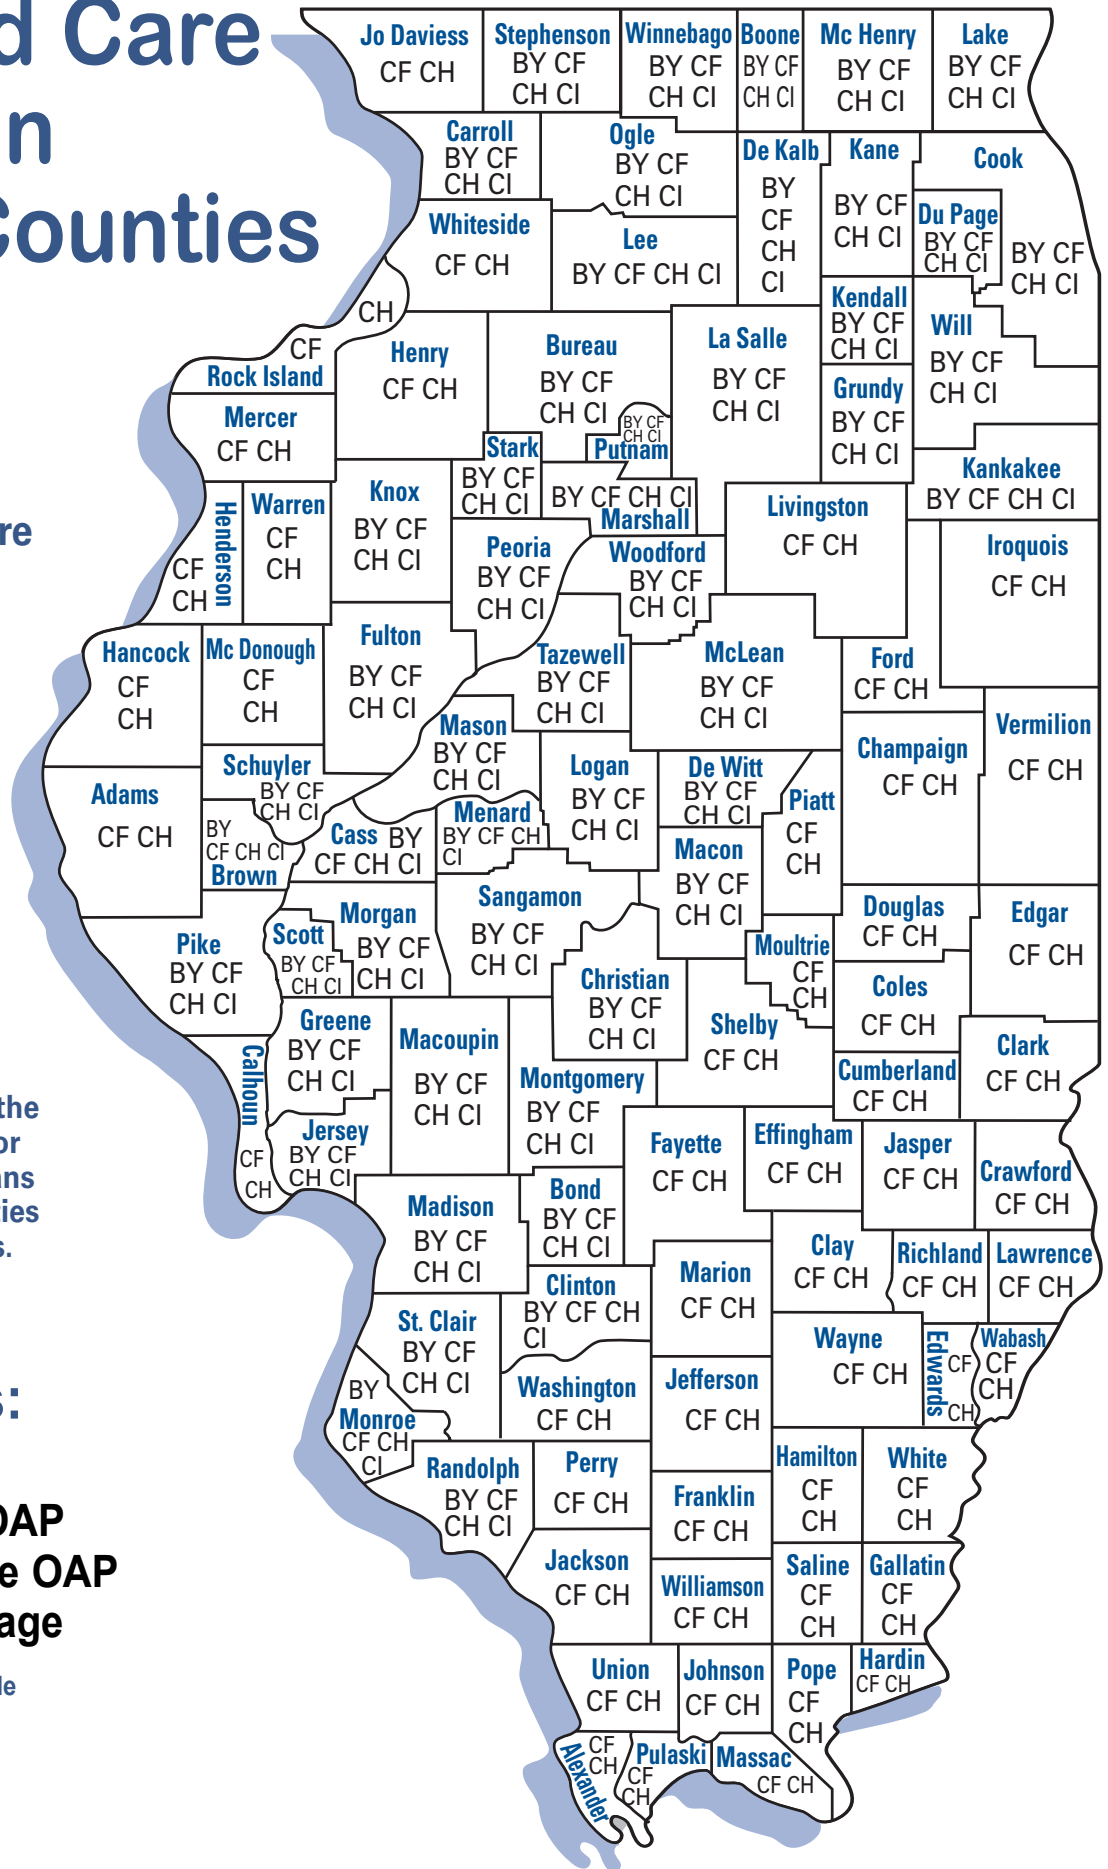 d Care
n
Counties
re
the
or
ans
ties
s.
s:
OAP
e OAP
age
le
Jo Daviess
CF CH
Stephenson
BY CF
CH CI
Winnebago
BY CF
CH CI
Boone
BY CF
CH CI
Mc Henry
BY CF
CH CI
Lake
BY CF
CH CI
Carroll
BY CF
CH CI
Ogle
BY CF
CH CI
De Kalb
BY
CF
CH
CI
Kane
BY CF
CH CI
Cook
BY CF
CH CI
Du Page
BY CF
CH CI
Whiteside
CF CH
Lee
BY CF CH CI
Kendall
BY CF
CH CI
Will
BY CF
CH CI
CH
CF
Rock Island
Henry
CF CH
Bureau
BY CF
CH CI
La Salle
BY CF
CH CI
Grundy
BY CF
CH CI
Mercer
CF CH
BY CF
CH CI
Putnam
Stark
BY CF
CH CI
Kankakee
BY CF CH CI
Henderson
CF
CH
Warren
CF
CH
Knox
BY CF
CH CI
BY CF CH CI
Marshall
Livingston
CF CH
Peoria
BY CF
CH CI
Woodford
BY CF
CH CI
Iroquois
CF CH
Hancock
CF
CH
Mc Donough
CF
CH
Fulton
BY CF
CH CI
Tazewell
BY CF
CH CI
McLean
BY CF
CH CI
Ford
CF CH
Mason
BY CF
CH CI
Vermilion
CF CH
Champaign
CF CH
Adams
CF CH
Schuyler
BY CF
CH CI
Logan
BY CF
CH CI
De Witt
BY CF
CH CI
Piatt
CF
CH
BY
CF CH CI
Brown
Cass BY
CF CH CI
Menard
BY CF CH
CI
Macon
BY CF
CH CI
Pike
BY CF
CH CI
Scott
BY CF
CH CI
Morgan
BY CF
CH CI
Sangamon
BY CF
CH CI
Douglas
CF CH
Edgar
CF CH
Moultrie
CF
CH
Christian
BY CF
CH CI
Coles
CF CH
Shelby
CF CH
Calhoun
CF
CH
Greene
BY CF
CH CI
Macoupin
BY CF
CH CI
Clark
CF CH
Cumberland
CF CH
Montgomery
BY CF
CH CI
Jersey
BY CF
CH CI
Fayette
CF CH
Effingham
CF CH
Jasper
CF CH
Crawford
CF CH
Madison
BY CF
CH CI
Bond
BY CF
CH CI
Clay
CF CH
Richland
CF CH
Lawrence
CF CH
Marion
CF CH
Clinton
BY CF CH
CI
St. Clair
BY CF
CH CI
Wayne
CF CH
Edwards
CF
CH
Wabash
CF
CH
BY
Monroe
CF CH
CI
Washington
CF CH
Jefferson
CF CH
Randolph
BY CF
CH CI
Perry
CF CH
Hamilton
CF
CH
White
CF
CH
Franklin
CF CH
Jackson
CF CH
Williamson
CF CH
Saline
CF
CH
Gallatin
CF
CH
Union
CF CH
Johnson
CF CH
Pope
CF
CH
Hardin
CF CH
Alexander
CF
CH
Pulaski
CF
CH
Massac
CF CH